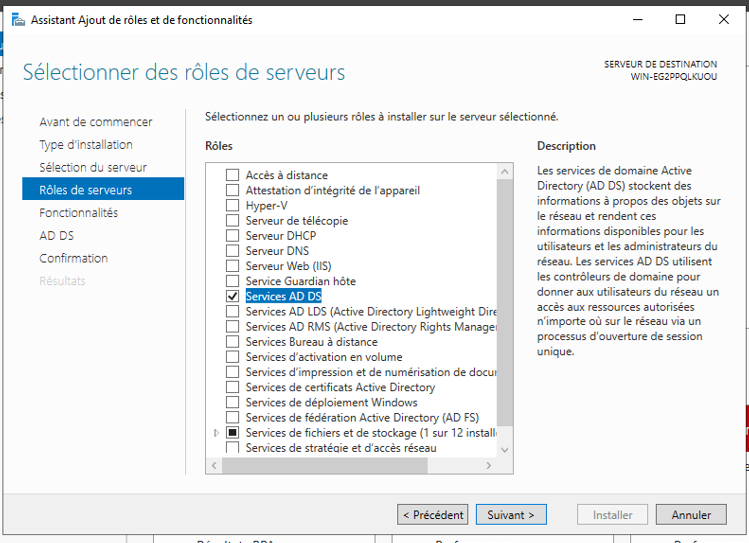 Assistant Ajout de rôles et de fonctionnalités
Sélectionner des rôles de serveurs
SERVEUR DE DESTINATION
WIN-EG2PPQLKUOU
Avant de commencer
Type d'installation
Sélection du serveur
Rôles de serveurs
Fonctionnalités
AD DS
Confirmation
Résultats
Sélectionnez un ou plusieurs rôles à installer sur le serveur sélectionné.
Rôles
Accès à distance
Attestation d'intégrité de l'appareil
Hyper-V
Serveur de télécopie
Serveur DHCP
Serveur DNS
Serveur Web (IIS)
Service Guardian hôte
Services AD DS
Services AD LDS (Active Directory Lightweight Dire
Services AD RMS (Active Directory Rights Manager
Services Bureau à distance
Services d'activation en volume
Services d'impression et de numérisation de docu
Services de certificats Active Directory
Services de déploiement Windows
Services de fédération Active Directory (AD FS)
Services de fichiers et de stockage (1 sur 12 install
Services de stratégie et d'accès réseau
Description
Les services de domaine Active
Directory (AD DS) stockent des
informations à propos des objets sur
le réseau et rendent ces
informations disponibles pour les
utilisateurs et les administrateurs du
réseau. Les services AD DS utilisent
les contrôleurs de domaine pour
donner aux utilisateurs du réseau un
accès aux ressources autorisées
n'importe où sur le réseau via un
processus d'ouverture de session
unique.
< Précédent
Suivant >
Installer
Annuler